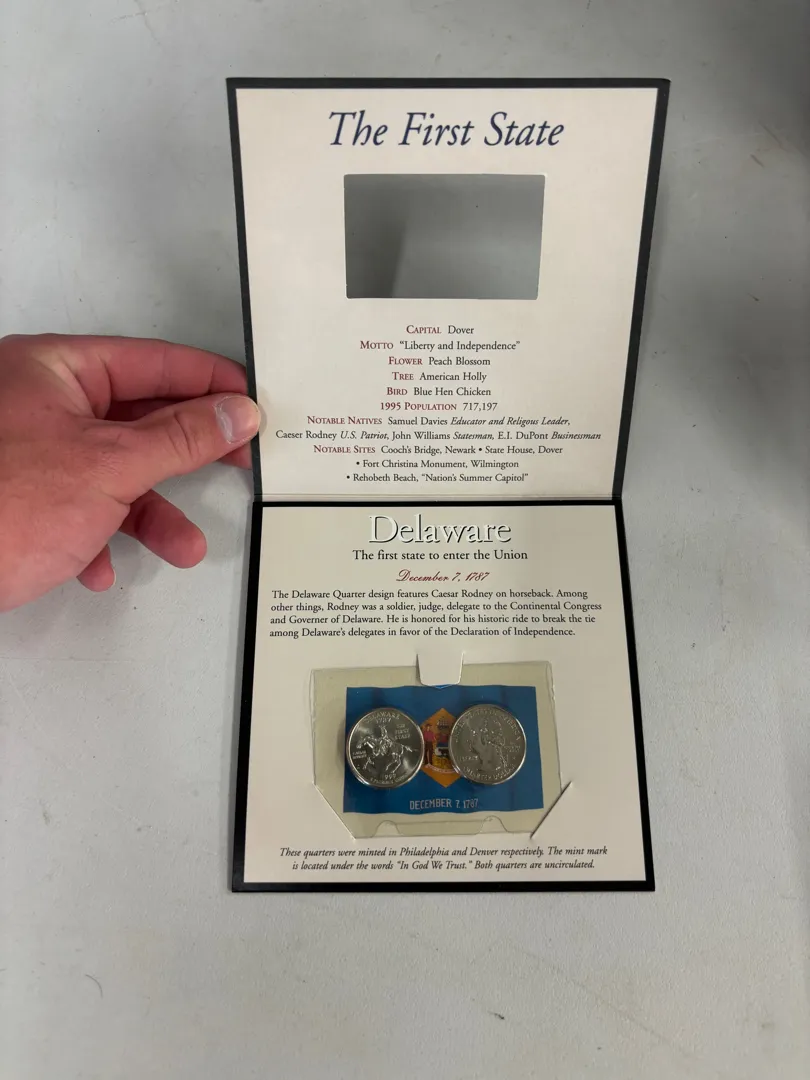 The First State
CAPITAL Dover
MOTTO "Liberty and Independence"
FLOWER Peach Blossom
TREE American Holly
BIRD Blue Hen Chicken
1995 POPULATION 717,197
NOTABLE NATIVES Samuel Davies Educator and Religous Leader,
Caeser Rodney U.S. Patriot, John Williams Statesman, E.I. DuPont Businessman
NOTABLE SITES Cooch's Bridge, Newark • State House, Dover
• Fort Christina Monument, Wilmington
• Rehobeth Beach, "Nation's Summer Capitol"
Delaware
The first state to enter the Union
December 7, 1787
The Delaware Quarter design features Caesar Rodney on horseback. Among
other things, Rodney was a soldier, judge, delegate to the Continental Congress
and Governer of Delaware. He is honored for his historic ride to break the tie
among Delaware's delegates in favor of the Declaration of Independence.
DELAWARE
1787
THE
FIRST
STATE
DECEMBER 7, 1787
These quarters were minted in Philadelphia and Denver respectively. The mint mark
is located under the words "In God We Trust." Both quarters are uncirculated.